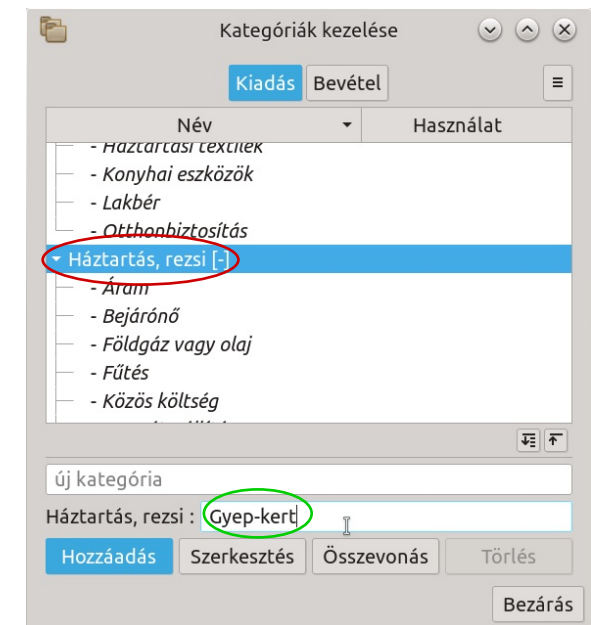 Kategóriák kezelése
Kiadás Bevétel
Név Használat
- Háztartási textilek
- Konyhai eszközök
- Lakbér
- Otthonbiztosítás
Háztartás, rezsi [-]
- Áram
- Bejárónő
- Földgáz vagy olaj
- Fűtés
- Közös költség
új kategória
Háztartás, rezsi : Gyep-kert
Hozzáadás Szerkesztés Összevonás Törlés
Bezárás